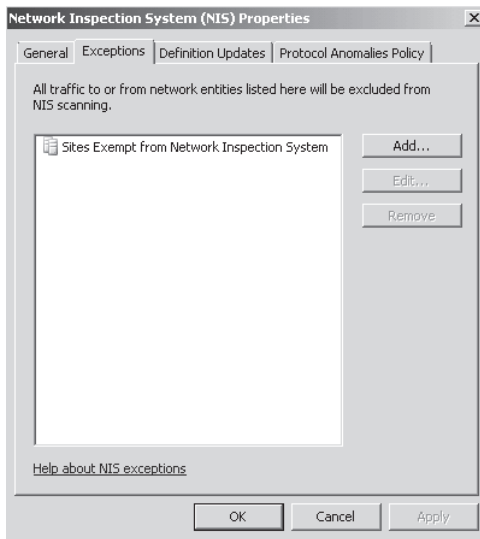 Network Inspection System (NIS) Properties
General Exceptions Definition Updates Protocol Anomalies Policy
All traffic to or from network entities listed here will be excluded from
NIS scanning.
Sites Exempt from Network Inspection System
Add...
Edit...
Remove
Help about NIS exceptions
OK Cancel Apply